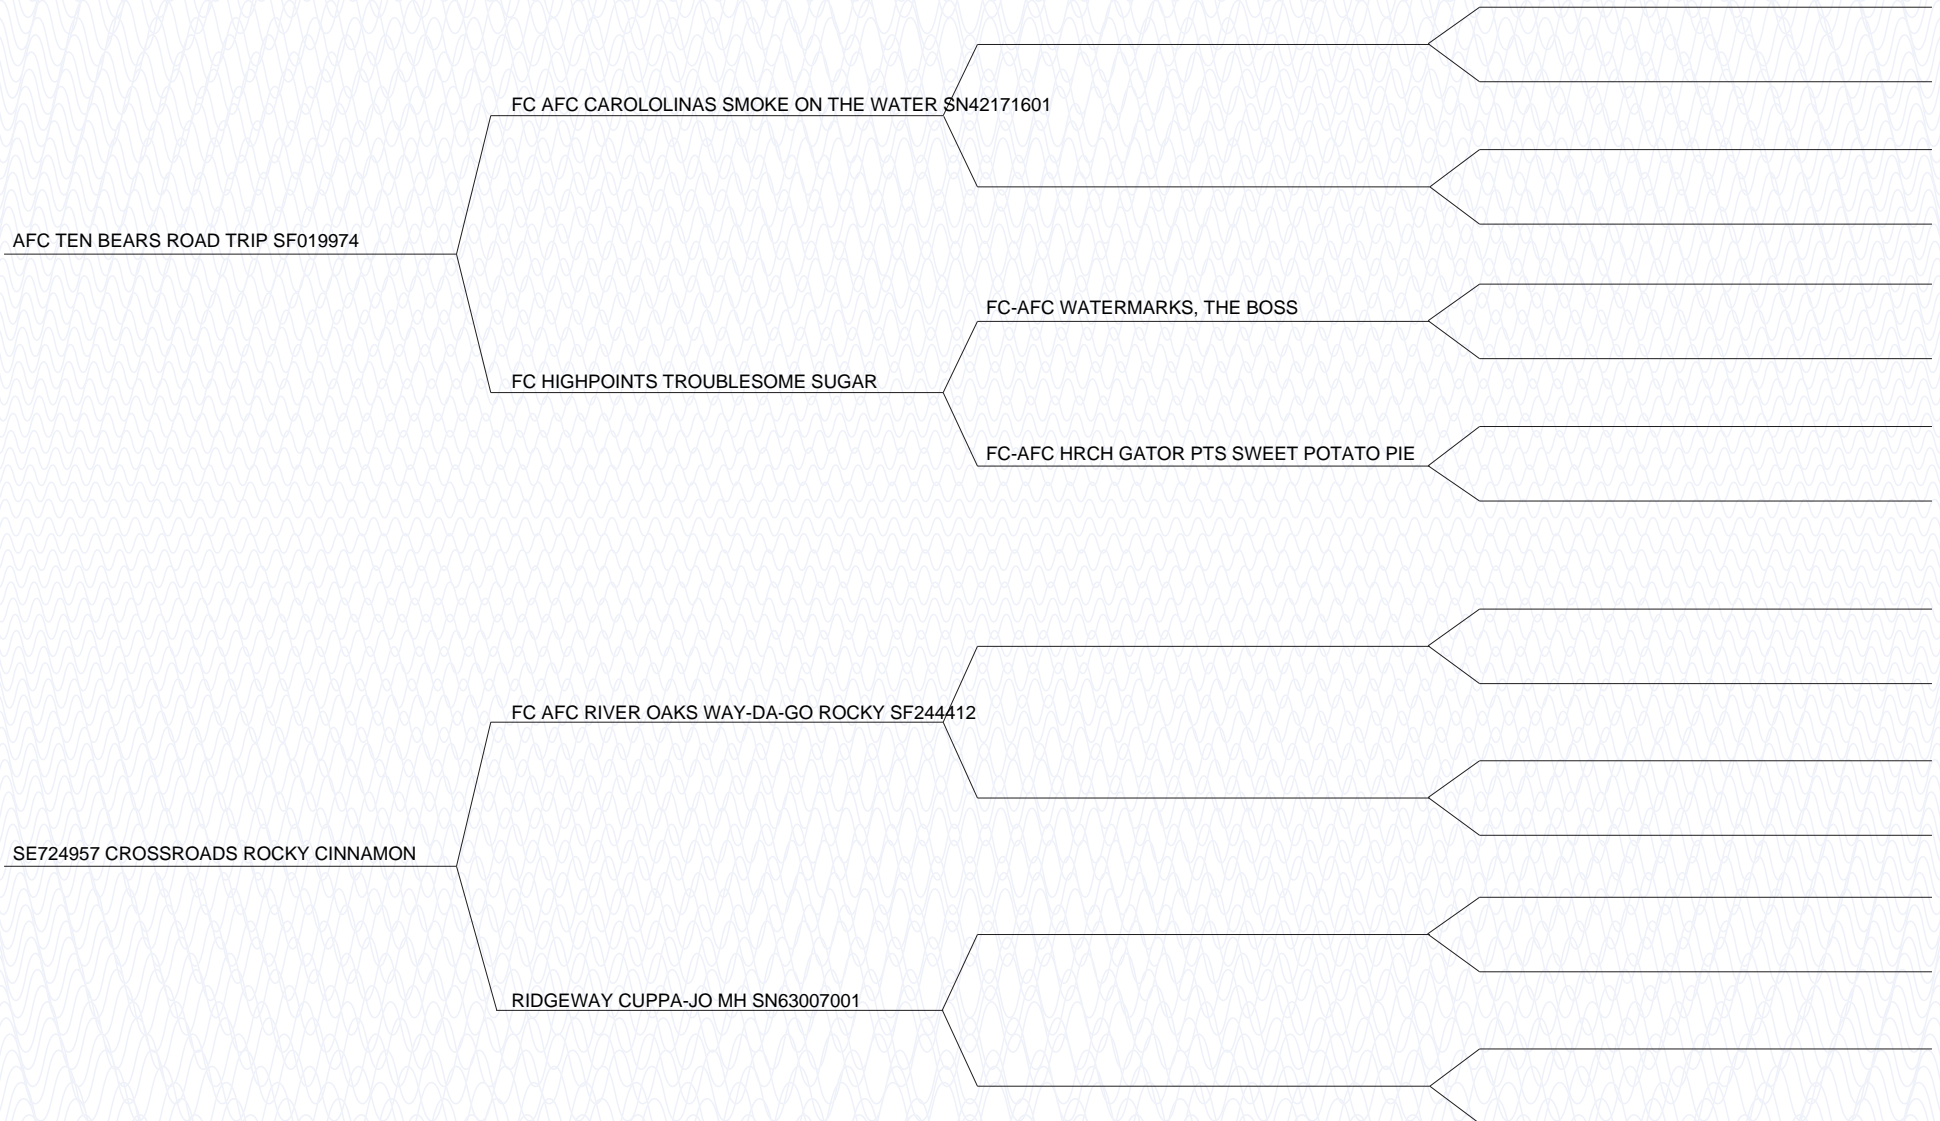 FC AFC CAROLOLINAS SMOKE ON THE WATER SN42171601
AFC TEN BEARS ROAD TRIP SF019974
FC-AFC WATERMARKS, THE BOSS
FC HIGHPOINTS TROUBLESOME SUGAR
FC-AFC HRCH GATOR PTS SWEET POTATO PIE
FC AFC RIVER OAKS WAY-DA-GO ROCKY SF244412
SE724957 CROSSROADS ROCKY CINNAMON
RIDGEWAY CUPPA-JO MH SN63007001